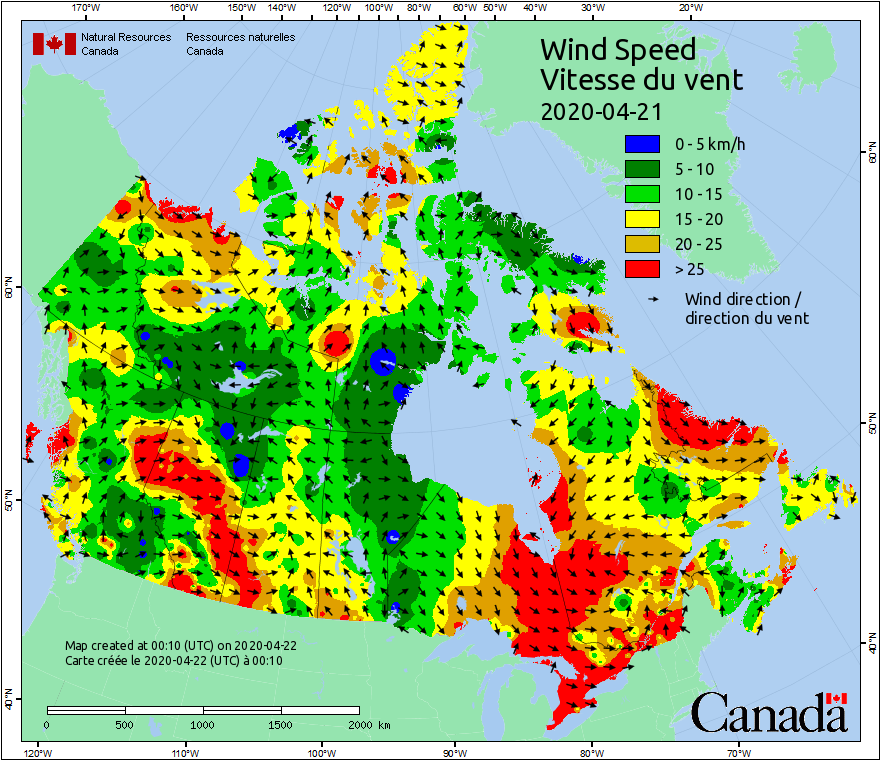 170°W 160°W 150°W 140°W 130°W 120°W 110°W 100°W 90°W 80°W 70°W 60°W 50°W 40°W 30°W 20°W
Natural Resources Canada
Ressources naturelles Canada
Wind Speed
Vitesse du vent
2020-04-21
0 - 5 km/h
5 - 10
10 - 15
15 - 20
20 - 25
> 25
Wind direction /
direction du vent
60°N
60°N
50°N
50°N
40°N
40°N
Map created at 00:10 (UTC) on 2020-04-22
Carte créée le 2020-04-22 (UTC) à 00:10
0 500 1000 1500 2000 km
Canada
120°W 110°W 100°W 90°W 80°W 70°W